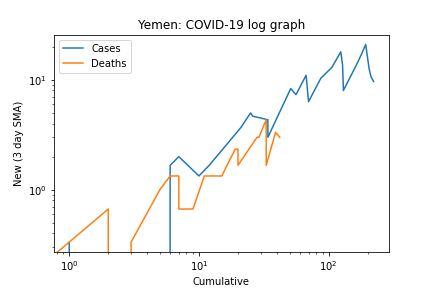 Yemen: COVID-19 log graph
Cases
Deaths
New (3 day SMA)
10¹
10⁰
10⁰ 10¹ 10²
Cumulative